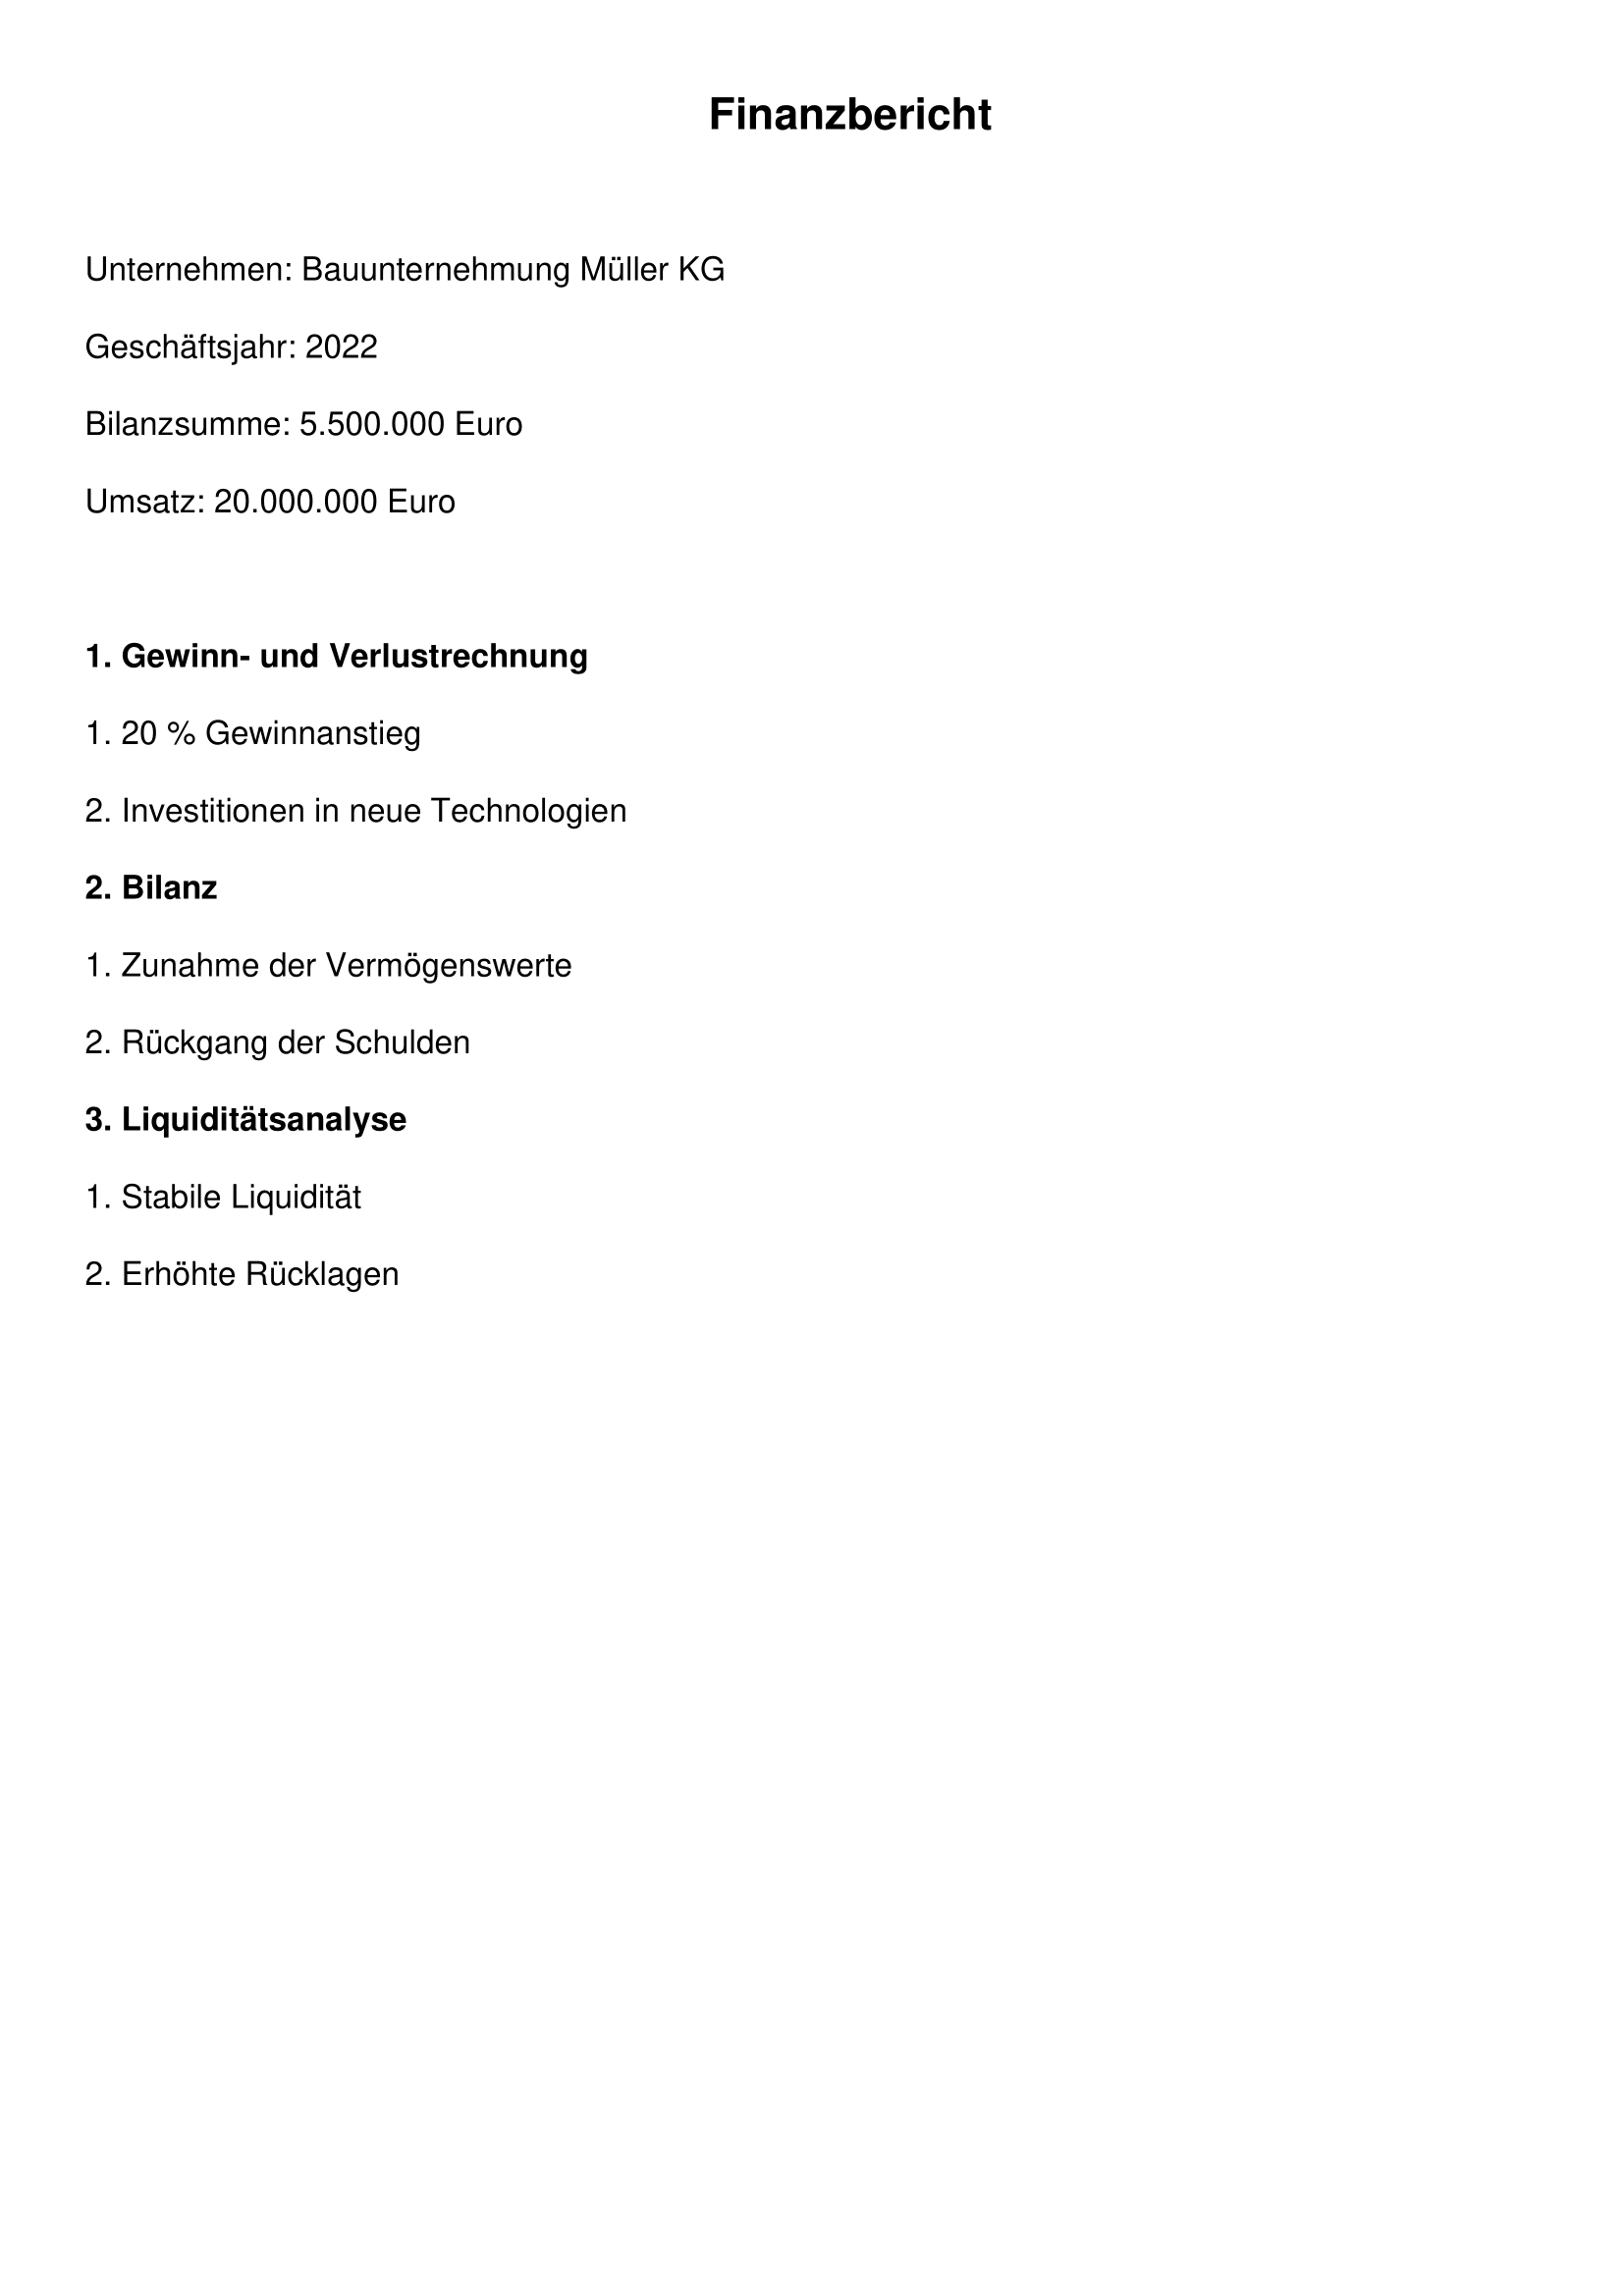 Finanzbericht
Unternehmen: Bauunternehmung Müller KG
Geschäftsjahr: 2022
Bilanzsumme: 5.500.000 Euro
Umsatz: 20.000.000 Euro
1. Gewinn- und Verlustrechnung
1. 20 % Gewinnanstieg
2. Investitionen in neue Technologien
2. Bilanz
1. Zunahme der Vermögenswerte
2. Rückgang der Schulden
3. Liquiditätsanalyse
1. Stabile Liquidität
2. Erhöhte Rücklagen